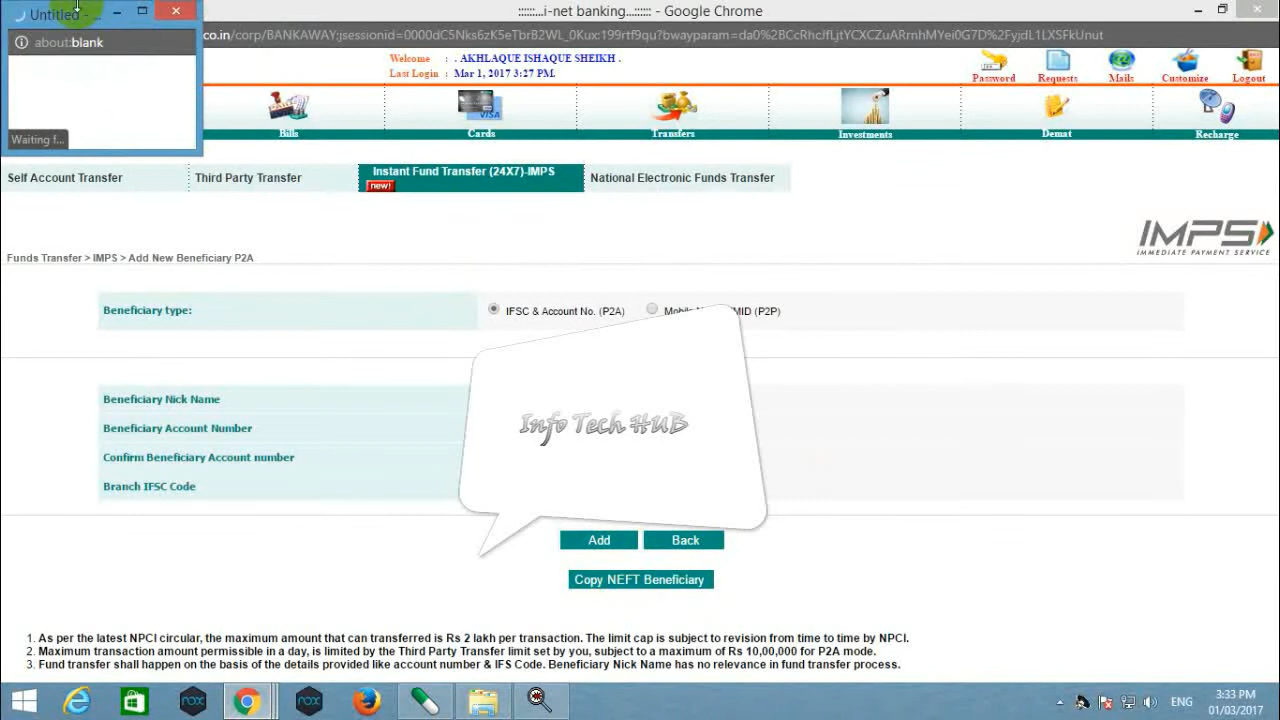 Untitled - ...
:::::::...i-net banking...::::::: - Google Chrome
about:blank
co.in/corp/BANKAWAY;jsessionid=
Waiting f...
Welcome : . AKHLAQUE ISHAQUE SHEIKH .
Last Login : Mar 1, 2017 3:27 PM.
Password Requests Mails Customize Logout
VISA
Bills Cards Transfers Investments Demat Recharge
Self Account Transfer Third Party Transfer Instant Fund Transfer (24X7)-IMPS National Electronic Funds Transfer
new!
IMPS
IMMEDIATE PAYMENT SERVICE
Funds Transfer > IMPS > Add New Beneficiary P2A
Beneficiary type: IFSC & Account No. (P2A) MID (P2P)
Beneficiary Nick Name
Info Tech HUB
Beneficiary Account Number
Confirm Beneficiary Account number
Branch IFSC Code
Add Back
Copy NEFT Beneficiary
1. As per the latest NPCI circular, the maximum amount that can transferred is Rs 2 lakh per transaction. The limit cap is subject to revision from time to time by NPCI.
2. Maximum transaction amount permissible in a day, is limited by the Third Party Transfer limit set by you, subject to a maximum of Rs 10,00,000 for P2A mode.
3. Fund transfer shall happen on the basis of the details provided like account number & IFS Code. Beneficiary Nick Name has no relevance in fund transfer process.
nox nox ENG 3:33 PM
01/03/2017